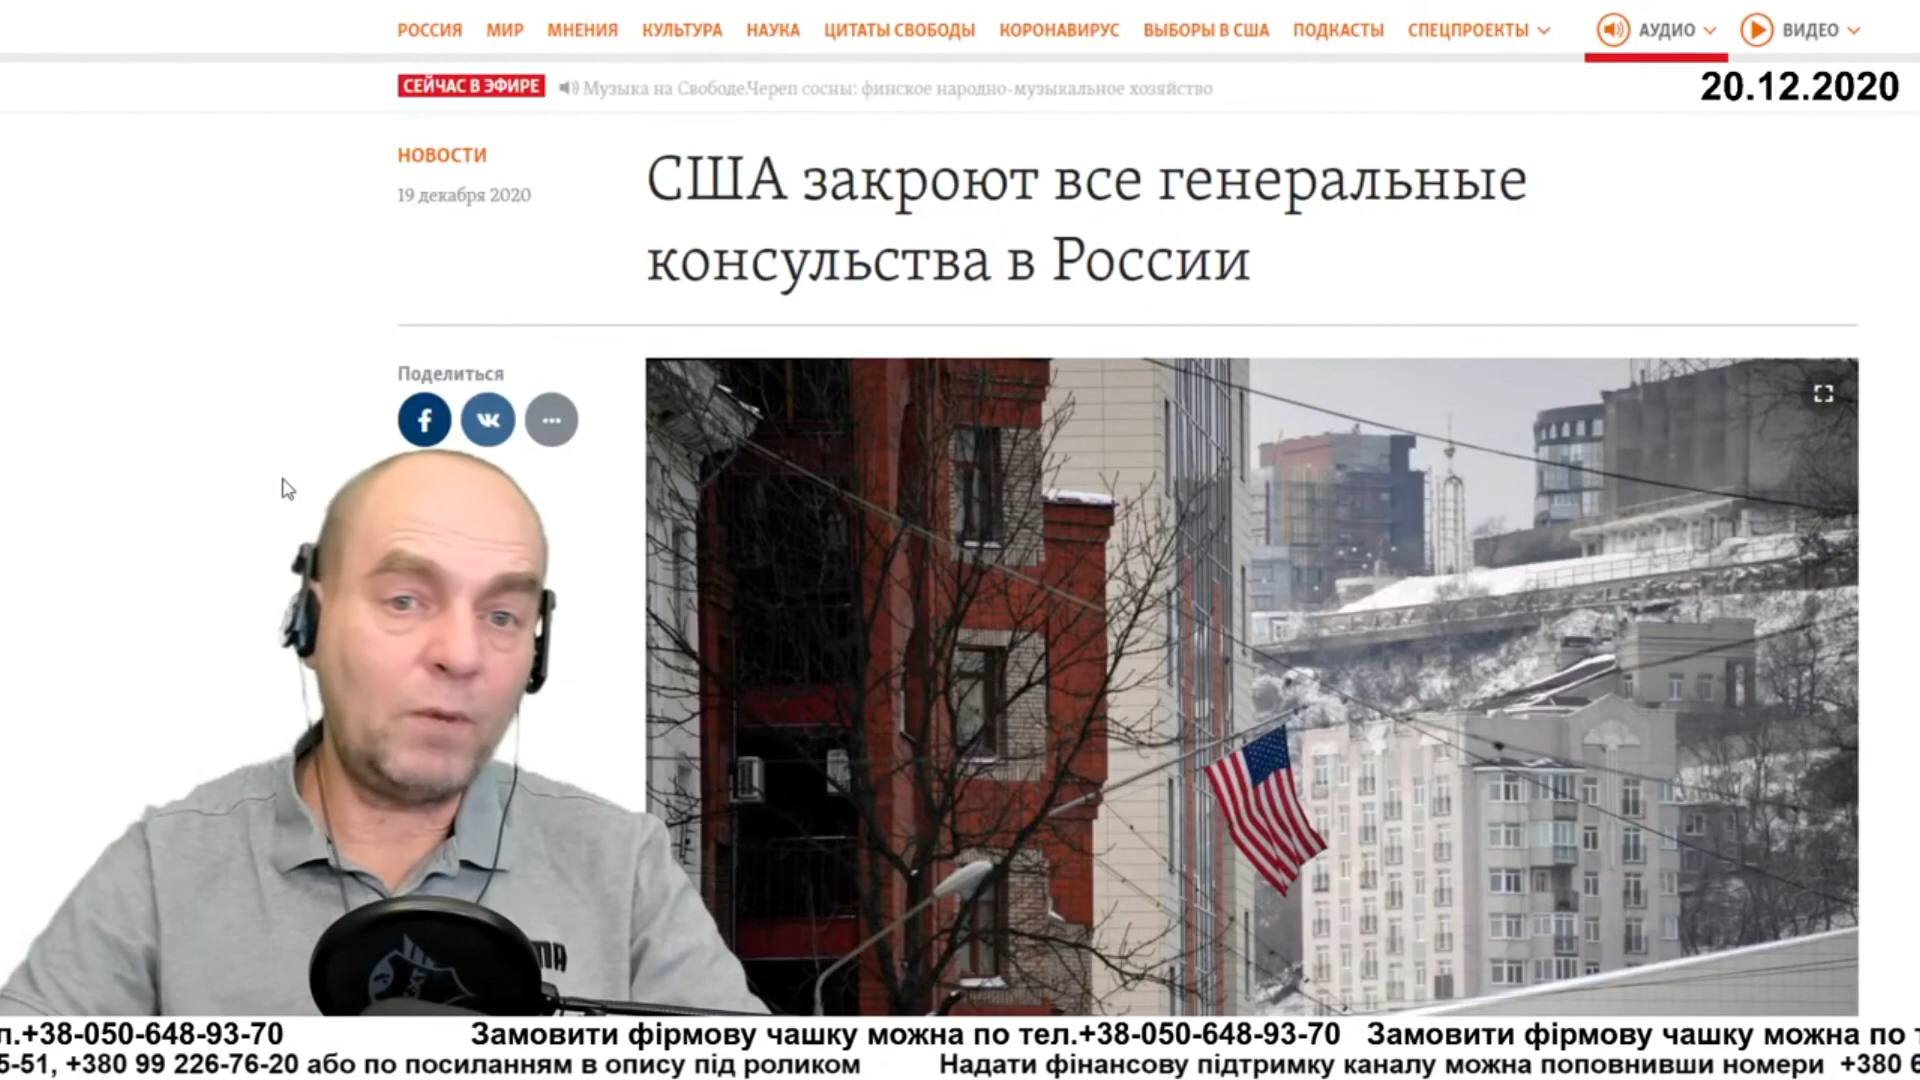 РОССИЯ МИР МНЕНИЯ КУЛЬТУРА НАУКА ЦИТАТЫ СВОБОДЫ КОРОНАВИРУС ВЫБОРЫ В США ПОДКАСТЫ СПЕЦПРОЕКТЫ АУДИО ВИДЕО
СЕЙЧАС В ЭФИРЕ Музыка на Свободе.Череп сосны: финское народно-музыкальное хозяйство
20.12.2020
НОВОСТИ
19 декабря 2020
США закроют все генеральные
консульства в России
Поделиться
л.+38-050-648-93-70 Замовити фірмову чашку можна по тел.+38-050-648-93-70 Замовити фірмову чашку можна по т
5-51, +380 99 226-76-20 або по посиланням в опису під роликом Надати фінансову підтримку каналу можна поповнивши номери +380 6